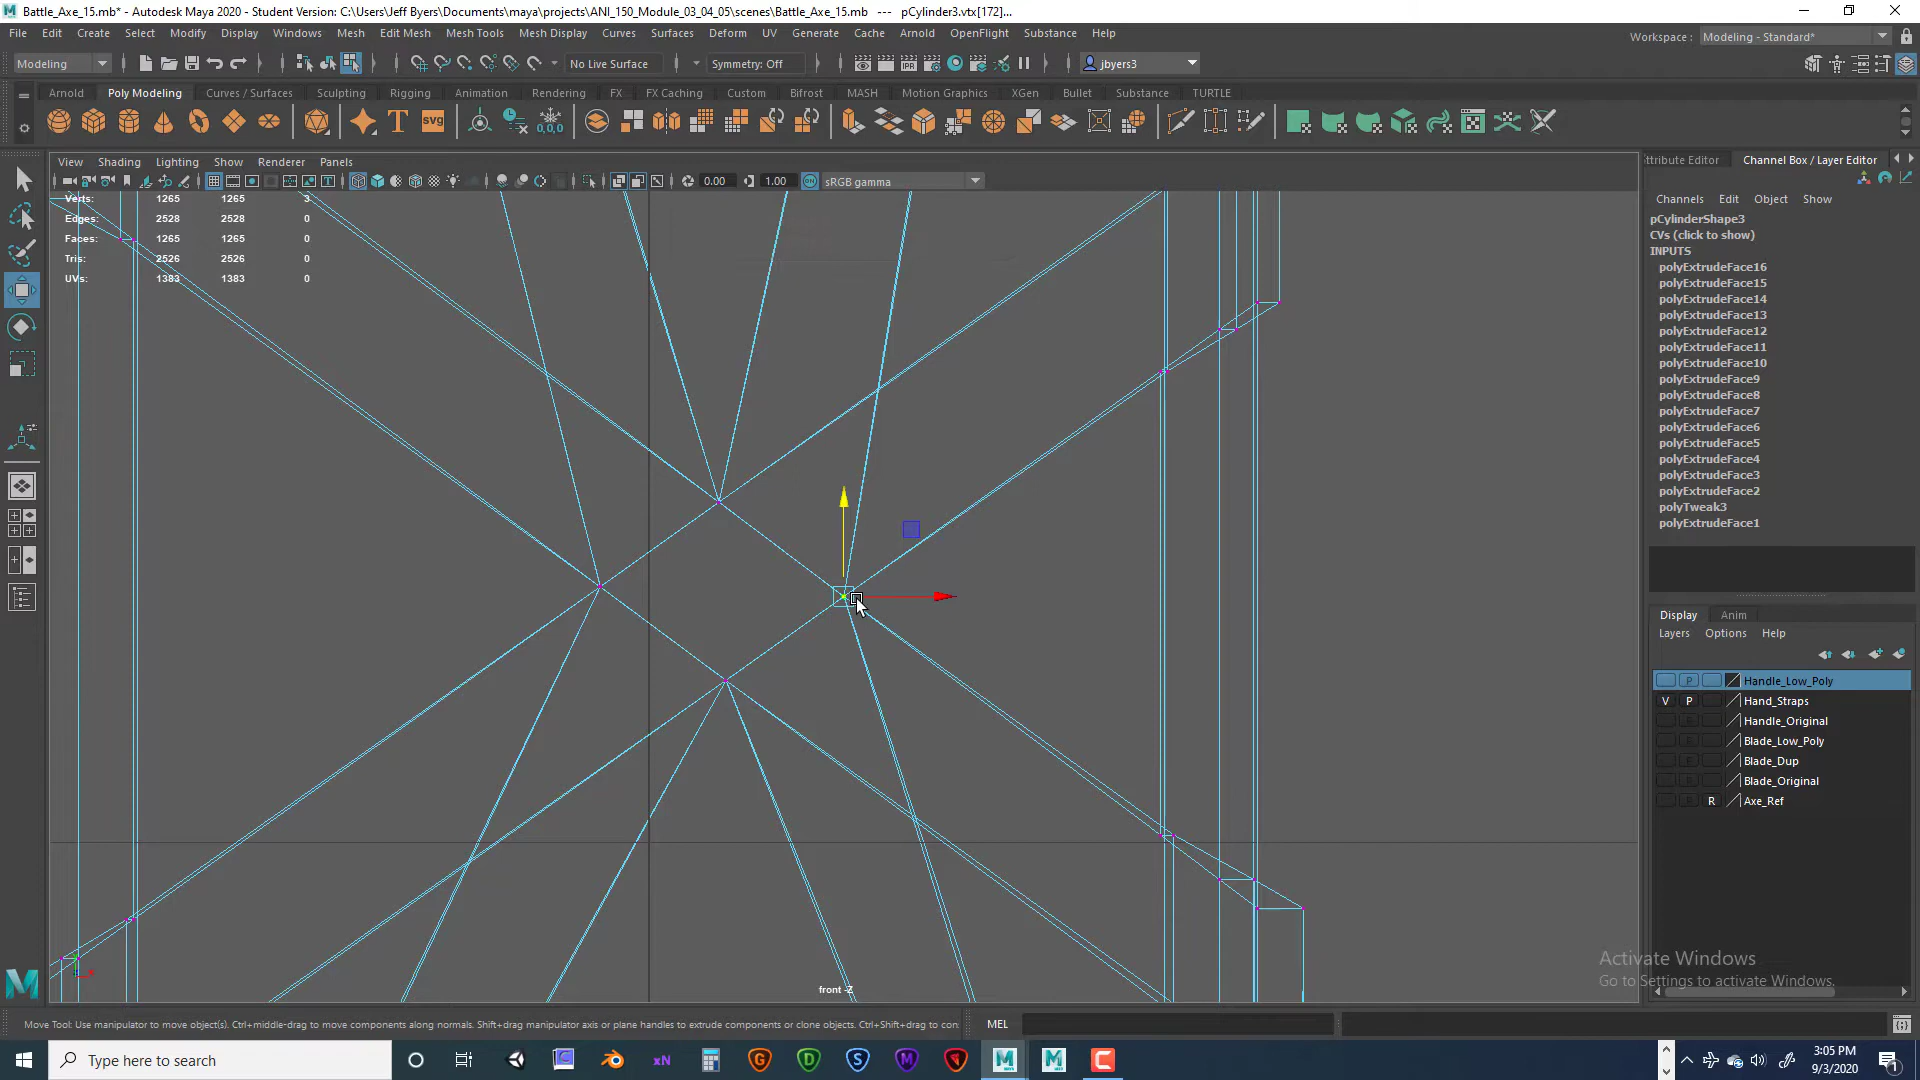 Battle_Axe_15.mb* - Autodesk Maya 2020 - Student Version: C:\Users\Jeff Byers\Documents\maya\projects\ANI_150_Module_03_04_05\scenes\Battle_Axe_15.mb --- pCylinder3.vtx[172]...
File Edit Create Select Modify Display Windows Mesh Edit Mesh Mesh Tools Mesh Display Curves Surfaces Deform UV Generate Cache Arnold OpenFlight Substance Help
Workspace : Modeling - Standard*
Modeling No Live Surface Symmetry: Off jbyers3
Arnold Poly Modeling Curves / Surfaces Sculpting Rigging Animation Rendering FX FX Caching Custom Bifrost MASH Motion Graphics XGen Bullet Substance TURTLE
View Shading Lighting Show Renderer Panels
0.00 1.00 sRGB gamma
Verts: 1265 1265 3
Edges: 2528 2528 0
Faces: 1265 1265 0
Tris: 2526 2526 0
UVs: 1383 1383 0
front -Z
ttribute Editor Channel Box / Layer Editor
Channels Edit Object Show
pCylinderShape3
CVs (click to show)
INPUTS
polyExtrudeFace16
polyExtrudeFace15
polyExtrudeFace14
polyExtrudeFace13
polyExtrudeFace12
polyExtrudeFace11
polyExtrudeFace10
polyExtrudeFace9
polyExtrudeFace8
polyExtrudeFace7
polyExtrudeFace6
polyExtrudeFace5
polyExtrudeFace4
polyExtrudeFace3
polyExtrudeFace2
polyTweak3
polyExtrudeFace1
Display Anim
Layers Options Help
P Handle_Low_Poly
V P Hand_Straps
Handle_Original
Blade_Low_Poly
Blade_Dup
Blade_Original
R Axe_Ref
Activate Windows
Go to Settings to activate Windows.
Move Tool: Use manipulator to move object(s). Ctrl+middle-drag to move components along normals. Shift+drag manipulator axis or plane handles to extrude components or clone objects. Ctrl+Shift+drag to con
MEL
Type here to search
3:05 PM
9/3/2020